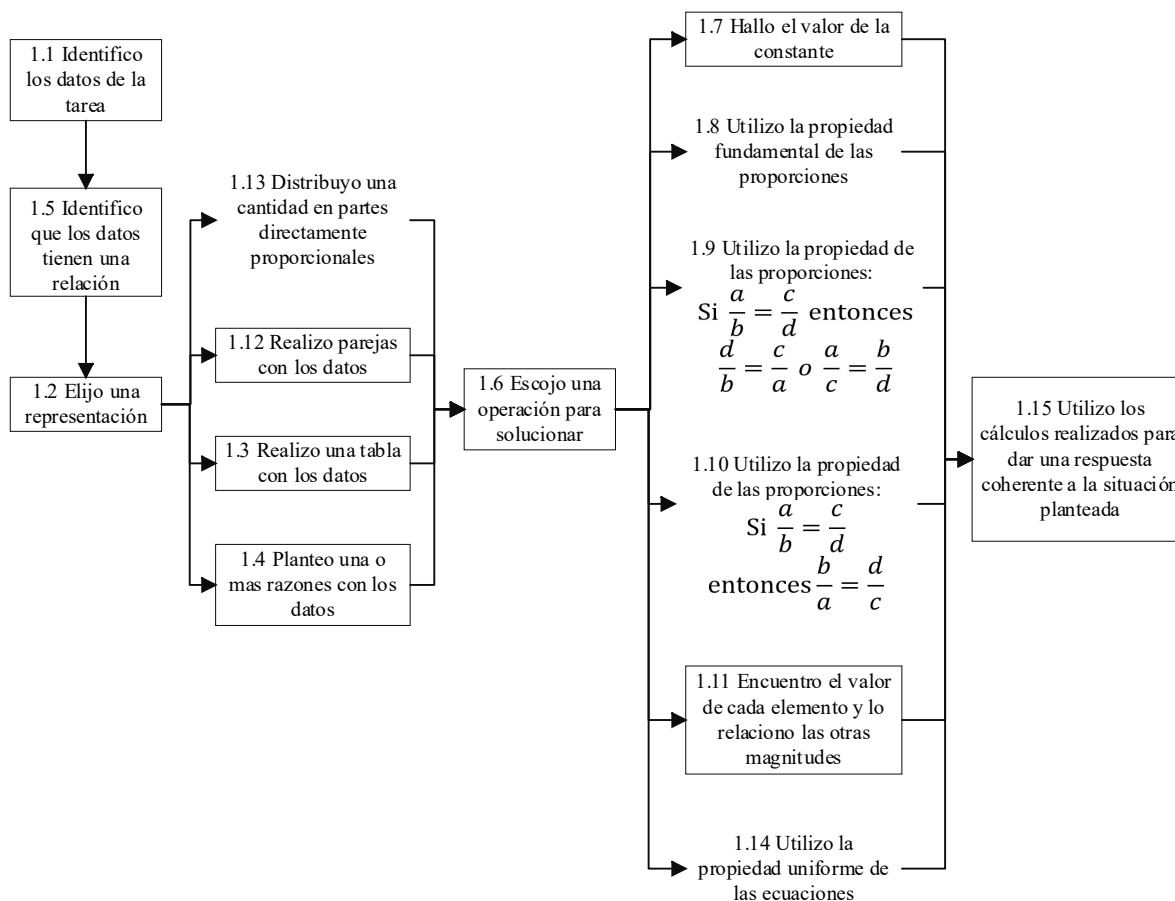 1.1 Identifico
los datos de la
tarea
1.5 Identifico
que los datos
tienen una
relación
1.2 Elijo una
representación
1.13 Distribuyo una
cantidad en partes
directamente
proporcionales
1.12 Realizo parejas
con los datos
1.3 Realizo una tabla
con los datos
1.4 Planteo una o
mas razones con los
datos
1.6 Escojo una
operación para
solucionar
1.7 Hallo el valor de la
constante
1.8 Utilizo la propiedad
fundamental de las
proporciones
1.9 Utilizo la propiedad de
las proporciones:
Si a/b = c/d entonces
d/b = c/a o a/c = b/d
1.10 Utilizo la propiedad
de las proporciones:
Si a/b = c/d
entonces b/a = d/c
1.11 Encuentro el valor
de cada elemento y lo
relaciono las otras
magnitudes
1.14 Utilizo la
propiedad uniforme de
las ecuaciones
1.15 Utilizo los
cálculos realizados para
dar una respuesta
coherente a la situación
planteada